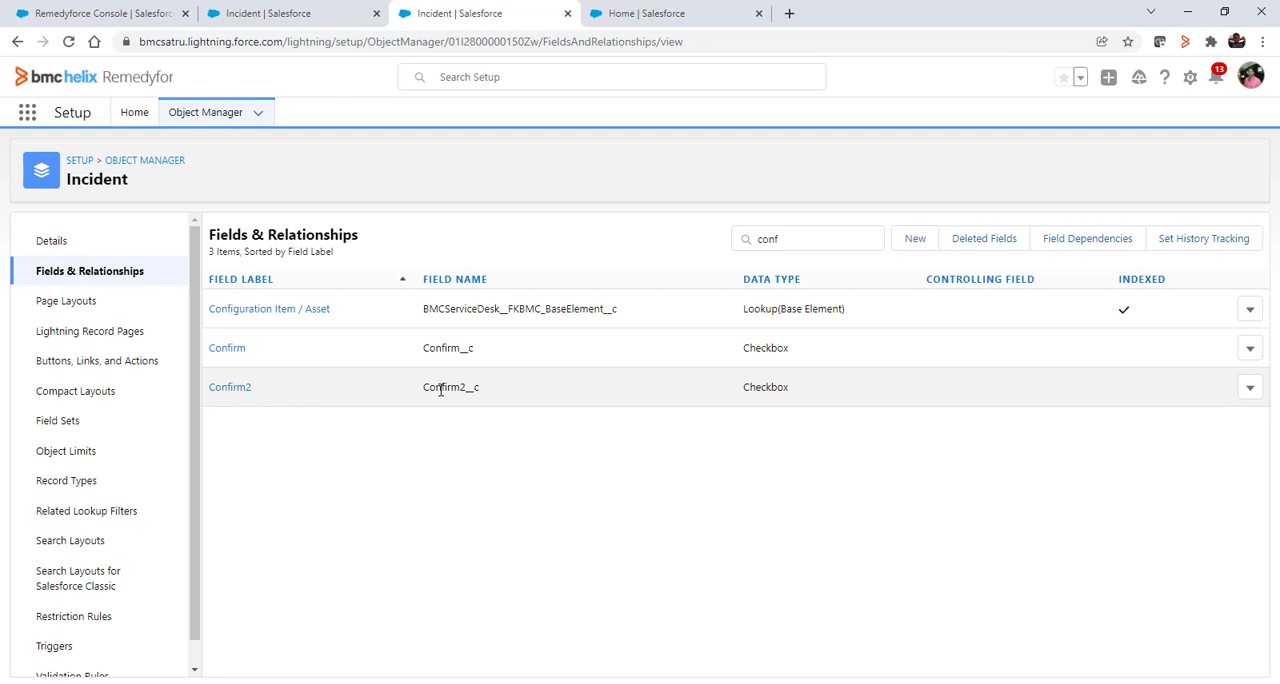 Remedyforce Console | Salesforc
Incident | Salesforce
Incident | Salesforce
Home | Salesforce
bmcsatru.lightning.force.com/lightning/setup/ObjectManager/01I2800000150Zw/FieldsAndRelationships/view
bmchelix Remedyfor
Search Setup
13
Setup
Home
Object Manager
SETUP > OBJECT MANAGER
Incident
Details
Fields & Relationships
Page Layouts
Lightning Record Pages
Buttons, Links, and Actions
Compact Layouts
Field Sets
Object Limits
Record Types
Related Lookup Filters
Search Layouts
Search Layouts for
Salesforce Classic
Restriction Rules
Triggers
Validation Rules
Fields & Relationships
3 Items, Sorted by Field Label
conf
New
Deleted Fields
Field Dependencies
Set History Tracking
FIELD LABEL FIELD NAME DATA TYPE CONTROLLING FIELD INDEXED
Configuration Item / Asset BMCServiceDesk__FKBMC_BaseElement__c Lookup(Base Element)
Confirm Confirm__c Checkbox
Confirm2 Confirm2__c Checkbox